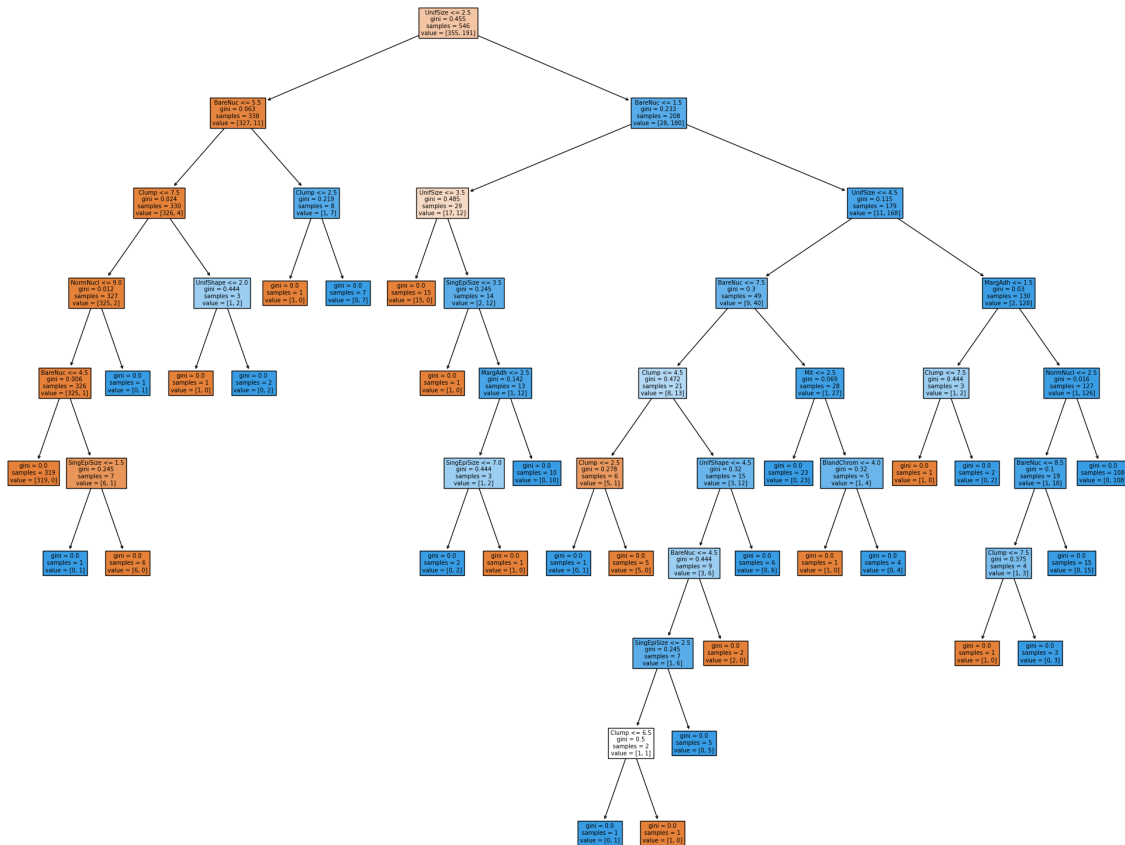 UnifSize <= 2.5
gini = 0.455
samples = 546
value = [355, 191]
BareNuc <= 5.5
gini = 0.063
samples = 338
value = [327, 11]
BareNuc <= 1.5
gini = 0.233
samples = 208
value = [28, 180]
Clump <= 7.5
gini = 0.024
samples = 330
value = [326, 4]
Clump <= 2.5
gini = 0.219
samples = 8
value = [1, 7]
UnifSize <= 3.5
gini = 0.485
samples = 29
value = [17, 12]
UnifSize <= 4.5
gini = 0.115
samples = 179
value = [11, 168]
NormNucl <= 9.0
gini = 0.012
samples = 327
value = [325, 2]
UnifShape <= 2.0
gini = 0.444
samples = 3
value = [1, 2]
gini = 0.0
samples = 1
value = [1, 0]
gini = 0.0
samples = 7
value = [0, 7]
gini = 0.0
samples = 15
value = [15, 0]
SingEpiSize <= 3.5
gini = 0.245
samples = 14
value = [2, 12]
BareNuc <= 7.5
gini = 0.3
samples = 49
value = [9, 40]
MargAdh <= 1.5
gini = 0.03
samples = 130
value = [2, 128]
BareNuc <= 4.5
gini = 0.006
samples = 326
value = [325, 1]
gini = 0.0
samples = 1
value = [0, 1]
gini = 0.0
samples = 1
value = [1, 0]
gini = 0.0
samples = 2
value = [0, 2]
gini = 0.0
samples = 1
value = [1, 0]
MargAdh <= 2.5
gini = 0.142
samples = 13
value = [1, 12]
Clump <= 4.5
gini = 0.472
samples = 21
value = [8, 13]
Mit <= 2.5
gini = 0.069
samples = 28
value = [1, 27]
Clump <= 7.5
gini = 0.444
samples = 3
value = [1, 2]
NormNucl <= 2.5
gini = 0.016
samples = 127
value = [1, 126]
gini = 0.0
samples = 319
value = [319, 0]
SingEpiSize <= 1.5
gini = 0.245
samples = 7
value = [6, 1]
SingEpiSize <= 7.0
gini = 0.444
samples = 3
value = [1, 2]
gini = 0.0
samples = 10
value = [0, 10]
Clump <= 2.5
gini = 0.278
samples = 6
value = [5, 1]
UnifShape <= 4.5
gini = 0.32
samples = 15
value = [3, 12]
gini = 0.0
samples = 23
value = [0, 23]
BlandChrom <= 4.0
gini = 0.32
samples = 5
value = [1, 4]
gini = 0.0
samples = 1
value = [1, 0]
gini = 0.0
samples = 2
value = [0, 2]
BareNuc <= 8.5
gini = 0.1
samples = 19
value = [1, 18]
gini = 0.0
samples = 108
value = [0, 108]
gini = 0.0
samples = 1
value = [0, 1]
gini = 0.0
samples = 6
value = [6, 0]
gini = 0.0
samples = 2
value = [0, 2]
gini = 0.0
samples = 1
value = [1, 0]
gini = 0.0
samples = 1
value = [0, 1]
gini = 0.0
samples = 5
value = [5, 0]
BareNuc <= 4.5
gini = 0.444
samples = 9
value = [3, 6]
gini = 0.0
samples = 6
value = [0, 6]
gini = 0.0
samples = 1
value = [1, 0]
gini = 0.0
samples = 4
value = [0, 4]
Clump <= 7.5
gini = 0.375
samples = 4
value = [1, 3]
gini = 0.0
samples = 15
value = [0, 15]
SingEpiSize <= 2.5
gini = 0.245
samples = 7
value = [1, 6]
gini = 0.0
samples = 2
value = [2, 0]
gini = 0.0
samples = 1
value = [1, 0]
gini = 0.0
samples = 3
value = [0, 3]
Clump <= 6.5
gini = 0.5
samples = 2
value = [1, 1]
gini = 0.0
samples = 5
value = [0, 5]
gini = 0.0
samples = 1
value = [0, 1]
gini = 0.0
samples = 1
value = [1, 0]